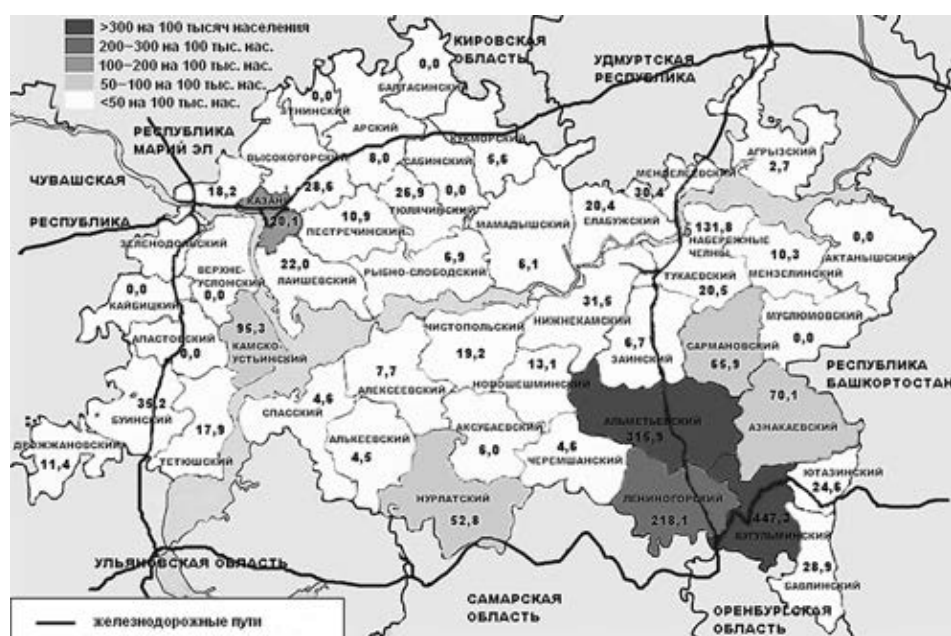 >300 на 100 тысяч населения
200–300 на 100 тыс. нас.
100–200 на 100 тыс. нас.
50–100 на 100 тыс. нас.
<50 на 100 тыс. нас.
КИРОВСКАЯ
ОБЛАСТЬ
УДМУРТСКАЯ
РЕСПУБЛИКА
0,0
БАЛТАСИНСКИЙ
0,0
АТНИНСКИЙ
АРСКИЙ
8,0
РЕСПУБЛИКА
МАРИЙ ЭЛ
ВЫСОКОГОРСКИЙ
28,6
КУКМОРСКИЙ
5,6
САБИНСКИЙ
0,0
АГРЫЗСКИЙ
2,7
МЕНДЕЛЕЕВСКИЙ
30,4
ЧУВАШСКАЯ
РЕСПУБЛИКА
18,2
ЗЕЛЕНОДОЛЬСКИЙ
КАЗАНЬ
120,1
26,9
ТЮЛЯЧИНСКИЙ
10,9
ПЕСТРЕЧИНСКИЙ
МАМАДЫШСКИЙ
6,1
20,4
ЕЛАБУЖСКИЙ
131,8
НАБЕРЕЖНЫЕ
ЧЕЛНЫ
ТУКАЕВСКИЙ
20,5
10,3
МЕНЗЕЛИНСКИЙ
0,0
АКТАНЫШСКИЙ
ВЕРХНЕ-
УСЛОНСКИЙ
0,0
22,0
ЛАИШЕВСКИЙ
6,9
РЫБНО-СЛОБОДСКИЙ
0,0
КАЙБИЦКИЙ
95,3
КАМСКО-
УСТЬИНСКИЙ
АПАСТОВСКИЙ
0,0
ЧИСТОПОЛЬСКИЙ
19,2
31,5
НИЖНЕКАМСКИЙ
6,7
ЗАИНСКИЙ
САРМАНОВСКИЙ
55,9
МУСЛЮМОВСКИЙ
0,0
РЕСПУБЛИКА
БАШКОРТОСТАН
7,7
АЛЕКСЕЕВСКИЙ
13,1
НОВОШЕШМИНСКИЙ
35,2
БУИНСКИЙ
4,6
СПАССКИЙ
70,1
АЗНАКАЕВСКИЙ
АЛЬМЕТЬЕВСКИЙ
315,9
ДРОЖЖАНОВСКИЙ
11,4
17,9
ТЕТЮШСКИЙ
АЛЬКЕЕВСКИЙ
4,5
АКСУБАЕВСКИЙ
6,0
4,6
ЧЕРЕМШАНСКИЙ
ЮТАЗИНСКИЙ
24,6
НУРЛАТСКИЙ
52,8
ЛЕНИНОГОРСКИЙ
218,1
447,3
БУГУЛЬМИНСКИЙ
28,9
БАВЛИНСКИЙ
УЛЬЯНОВСКАЯ ОБЛАСТЬ
САМАРСКАЯ
ОБЛАСТЬ
ОРЕНБУРГСКАЯ
ОБЛАСТЬ
железнодорожные пути